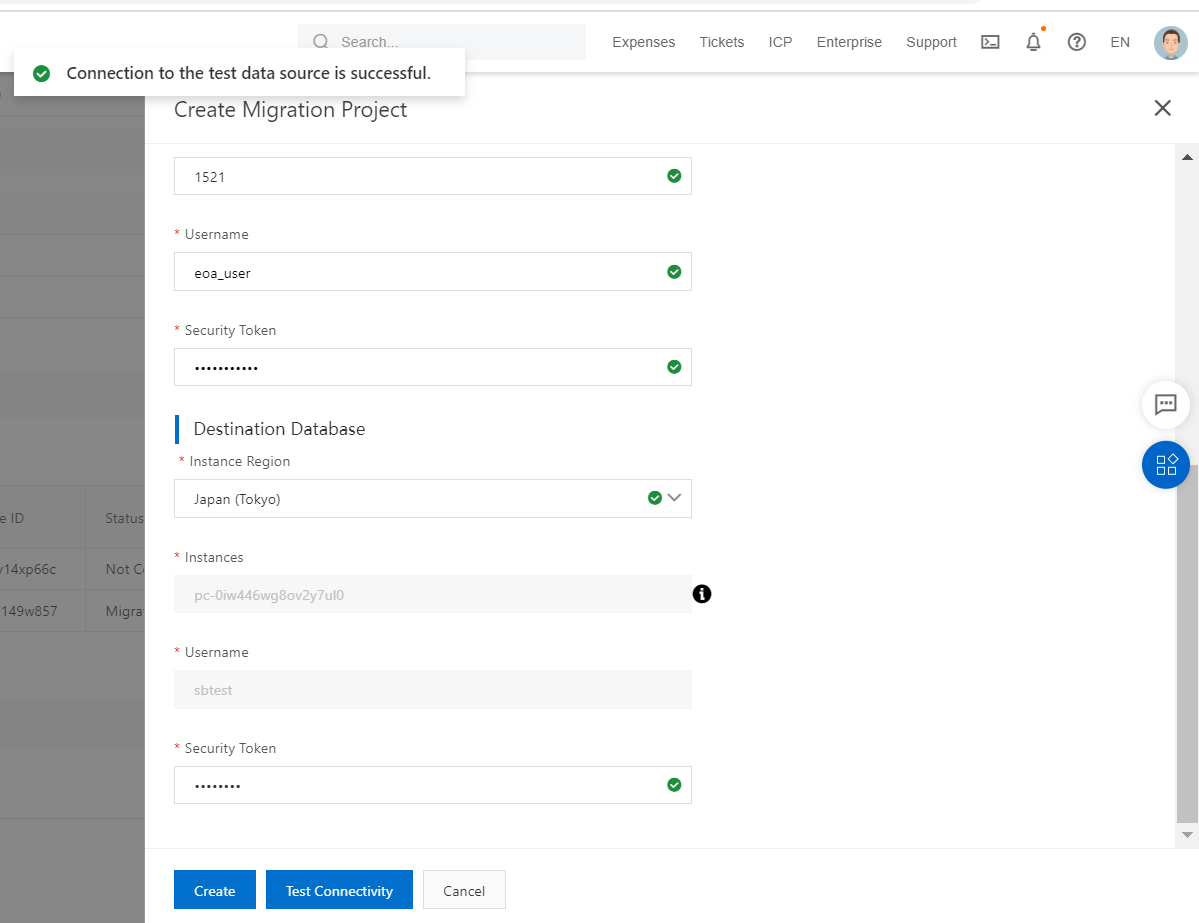 Search...
Expenses Tickets ICP Enterprise Support EN
Connection to the test data source is successful.
Create Migration Project
1521
* Username
eoa_user
* Security Token
•••••••••••
Destination Database
* Instance Region
Japan (Tokyo)
* Instances
pc-0iw446wg8ov2y7ul0
* Username
sbtest
* Security Token
••••••••
e ID Status
y14xp66c Not C
149w857 Migra
Create Test Connectivity Cancel